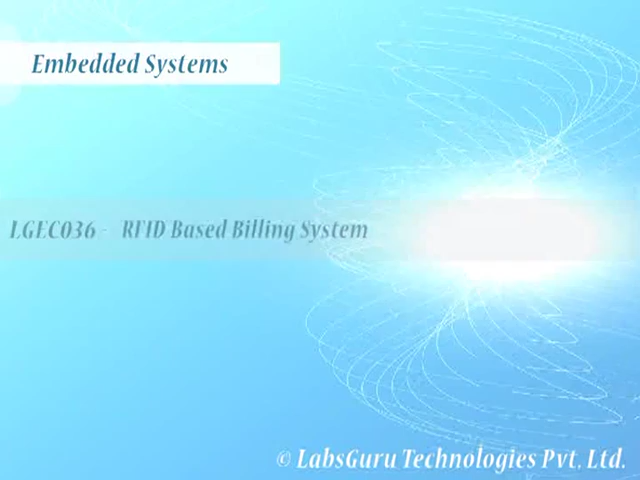 Embedded Systems
LGEC036 - RFID Based Billing System
© LabsGuru Technologies Pvt. Ltd.